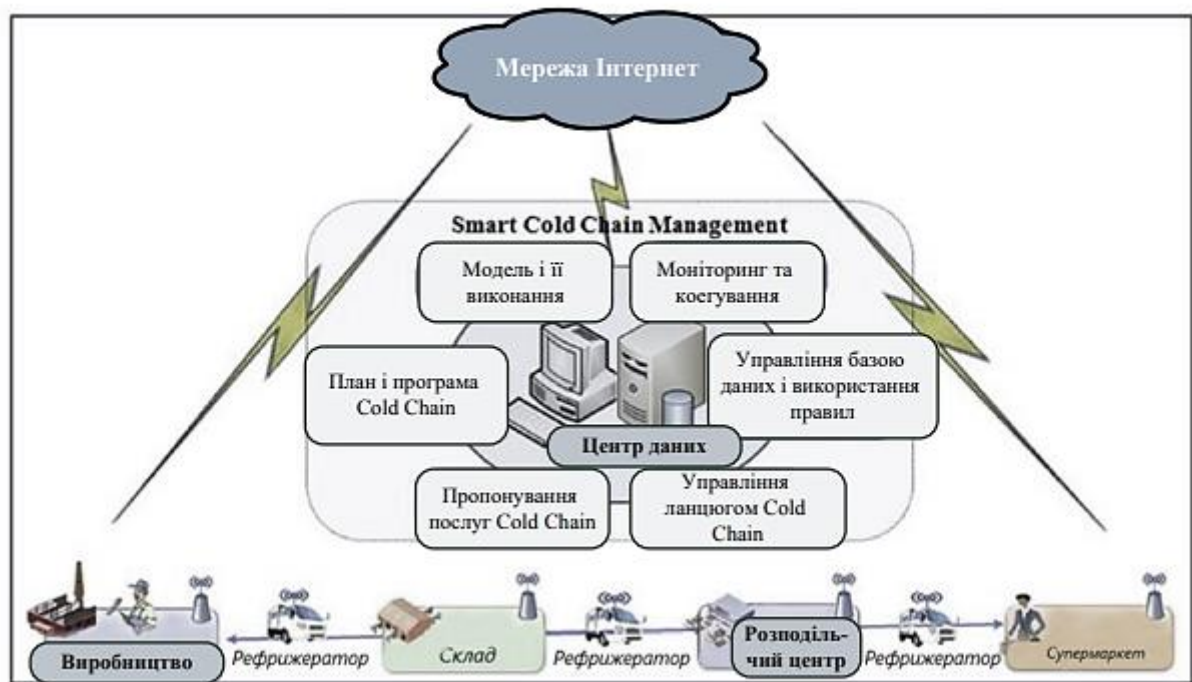 Мережа Інтернет
Smart Cold Chain Management
Модель і її
виконання
Моніторинг та
коегування
План і програма
Cold Chain
Управління базою
даних і використання
правил
Центр даних
Пропонування
послуг Cold Chain
Управління
ланцюгом Cold
Chain
Виробництво
Рефрижератор
Склад
Рефрижератор
Розподіль-
чий центр
Рефрижератор
Супермаркет